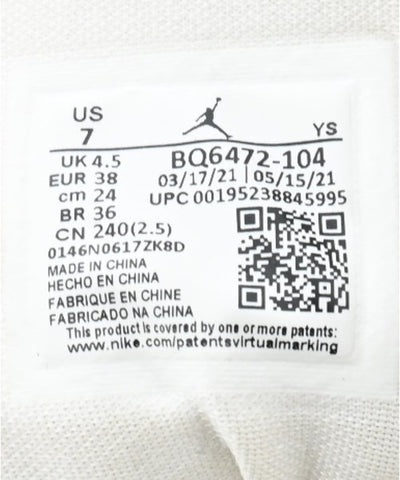 US
7
YS
UK 4.5
EUR 38
cm 24
BR 36
CN 240(2.5)
BQ6472-104
03/17/21 | 05/15/21
UPC 00195238845995
0146N0617ZK8D
MADE IN CHINA
HECHO EN CHINA
FABRIQUE EN CHINE
FABRICADO NA CHINA
This product is covered by one or more patents:
www.nike.com/patentsvirtualmarking